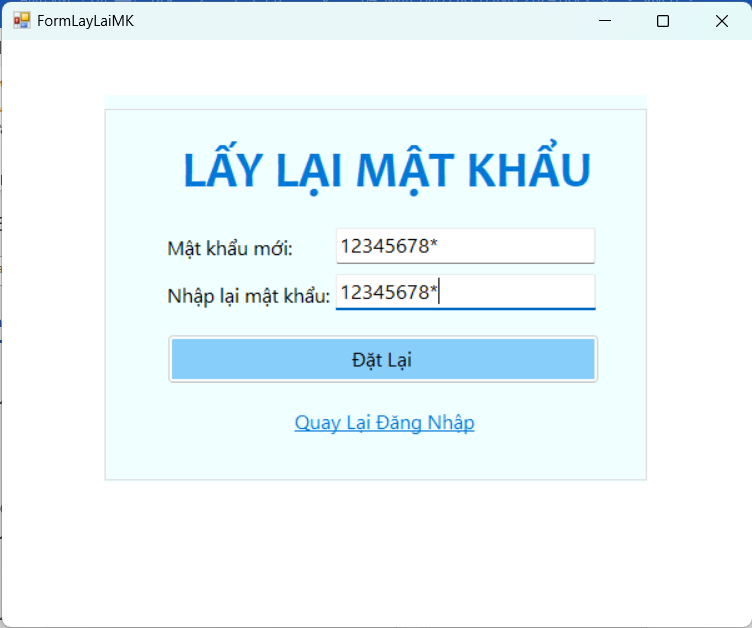 FormLayLaiMK
LẤY LẠI MẬT KHẨU
Mật khẩu mới: 12345678*
Nhập lại mật khẩu: 12345678*
Đặt Lại
Quay Lại Đăng Nhập